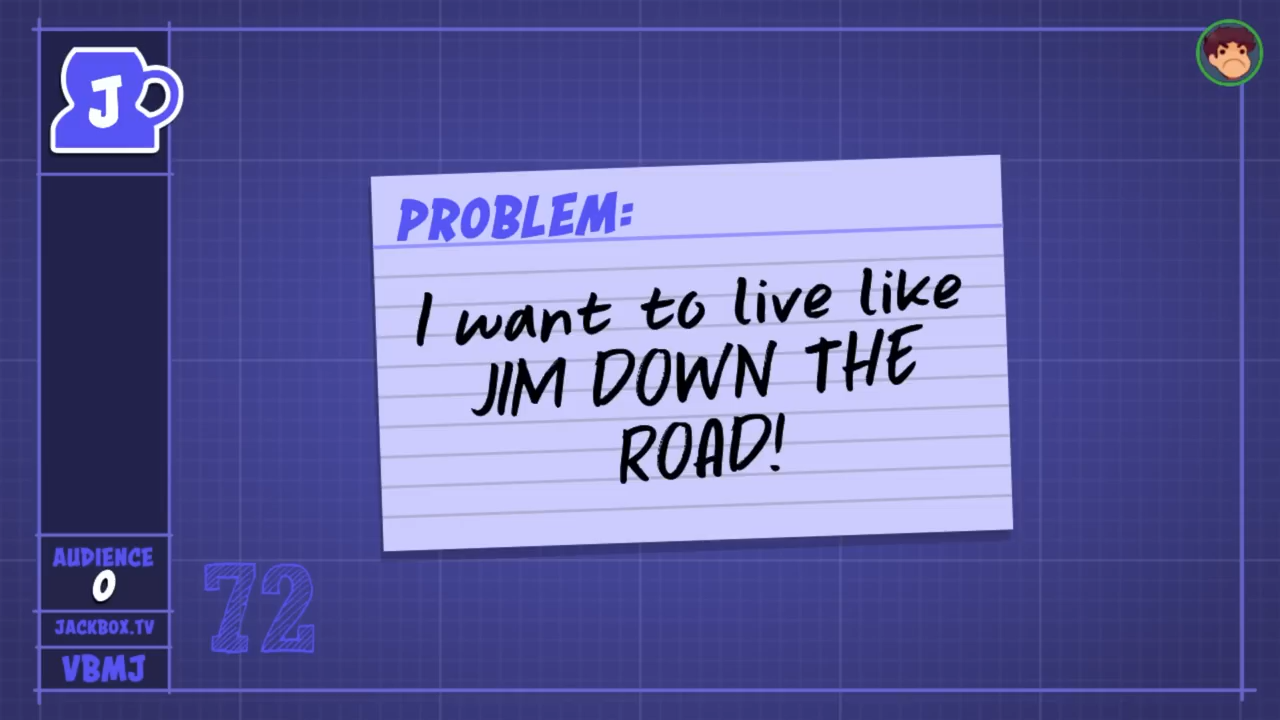 J
PROBLEM:
I want to live like
JIM DOWN THE
ROAD!
AUDIENCE
0
JACKBOX.TV
VBMJ
72